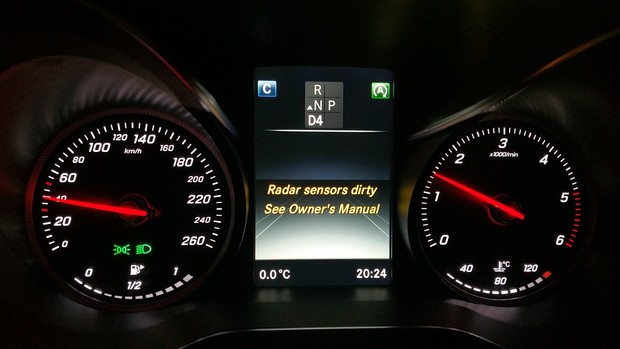 C
R
N P
D4
A
Radar sensors dirty
See Owner's Manual
0.0 °C
20:24
0
20
40
60
80
100
120
140
160
180
200
220
240
260
km/h
0
1/2
1
0
1
2
3
4
5
6
x1000/min
40
80
120
°C